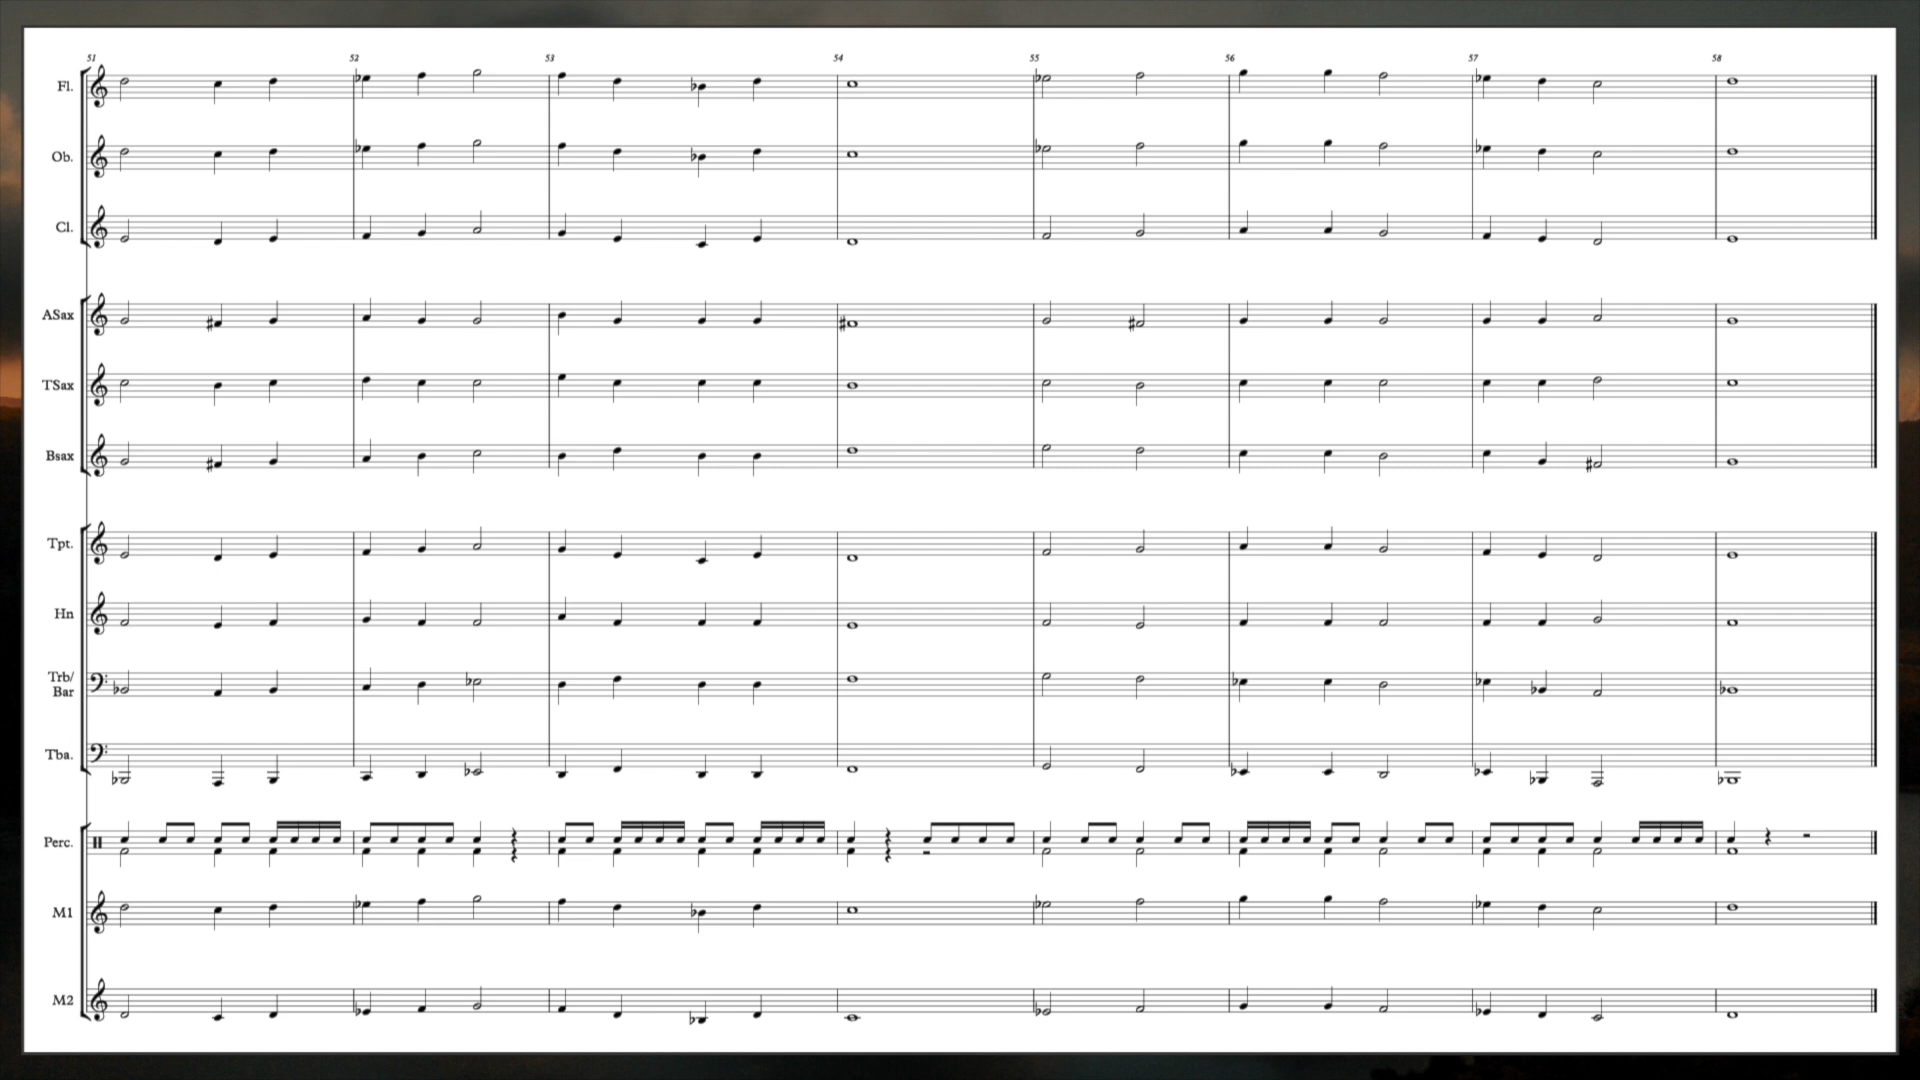 51 52 53 54 55 56 57 58
Fl.
Ob.
Cl.
ASax
TSax
Bsax
Tpt.
Hn
Trb/
Bar
Tba.
Perc.
M1
M2